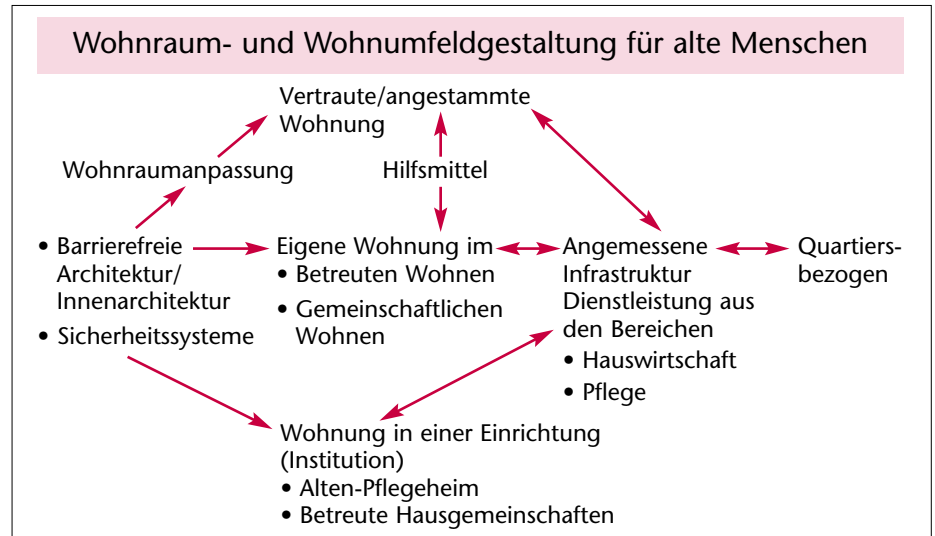 Wohnraum- und Wohnumfeldgestaltung für alte Menschen
Vertraute/angestammte
Wohnung
Wohnraumanpassung
Hilfsmittel
• Barrierefreie
Architektur/
Innenarchitektur
• Sicherheitssysteme
Eigene Wohnung im
• Betreuten Wohnen
• Gemeinschaftlichen
Wohnen
Angemessene
Infrastruktur
Dienstleistung aus
den Bereichen
• Hauswirtschaft
• Pflege
Quartiers-
bezogen
Wohnung in einer Einrichtung
(Institution)
• Alten-Pflegeheim
• Betreute Hausgemeinschaften